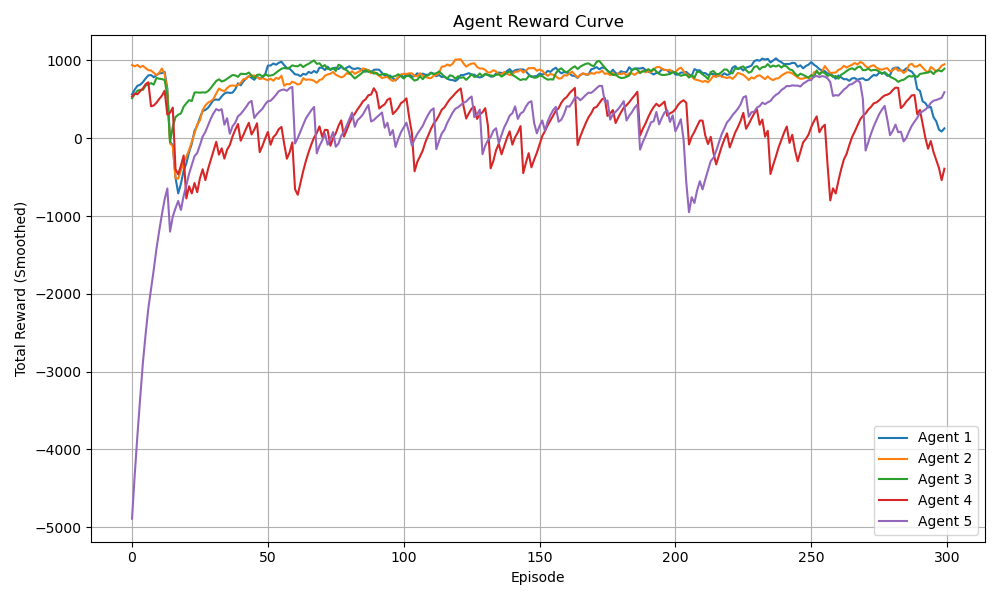 Agent Reward Curve
Total Reward (Smoothed)
1000
0
−1000
−2000
−3000
−4000
−5000
0 50 100 150 200 250 300
Episode
Agent 1
Agent 2
Agent 3
Agent 4
Agent 5